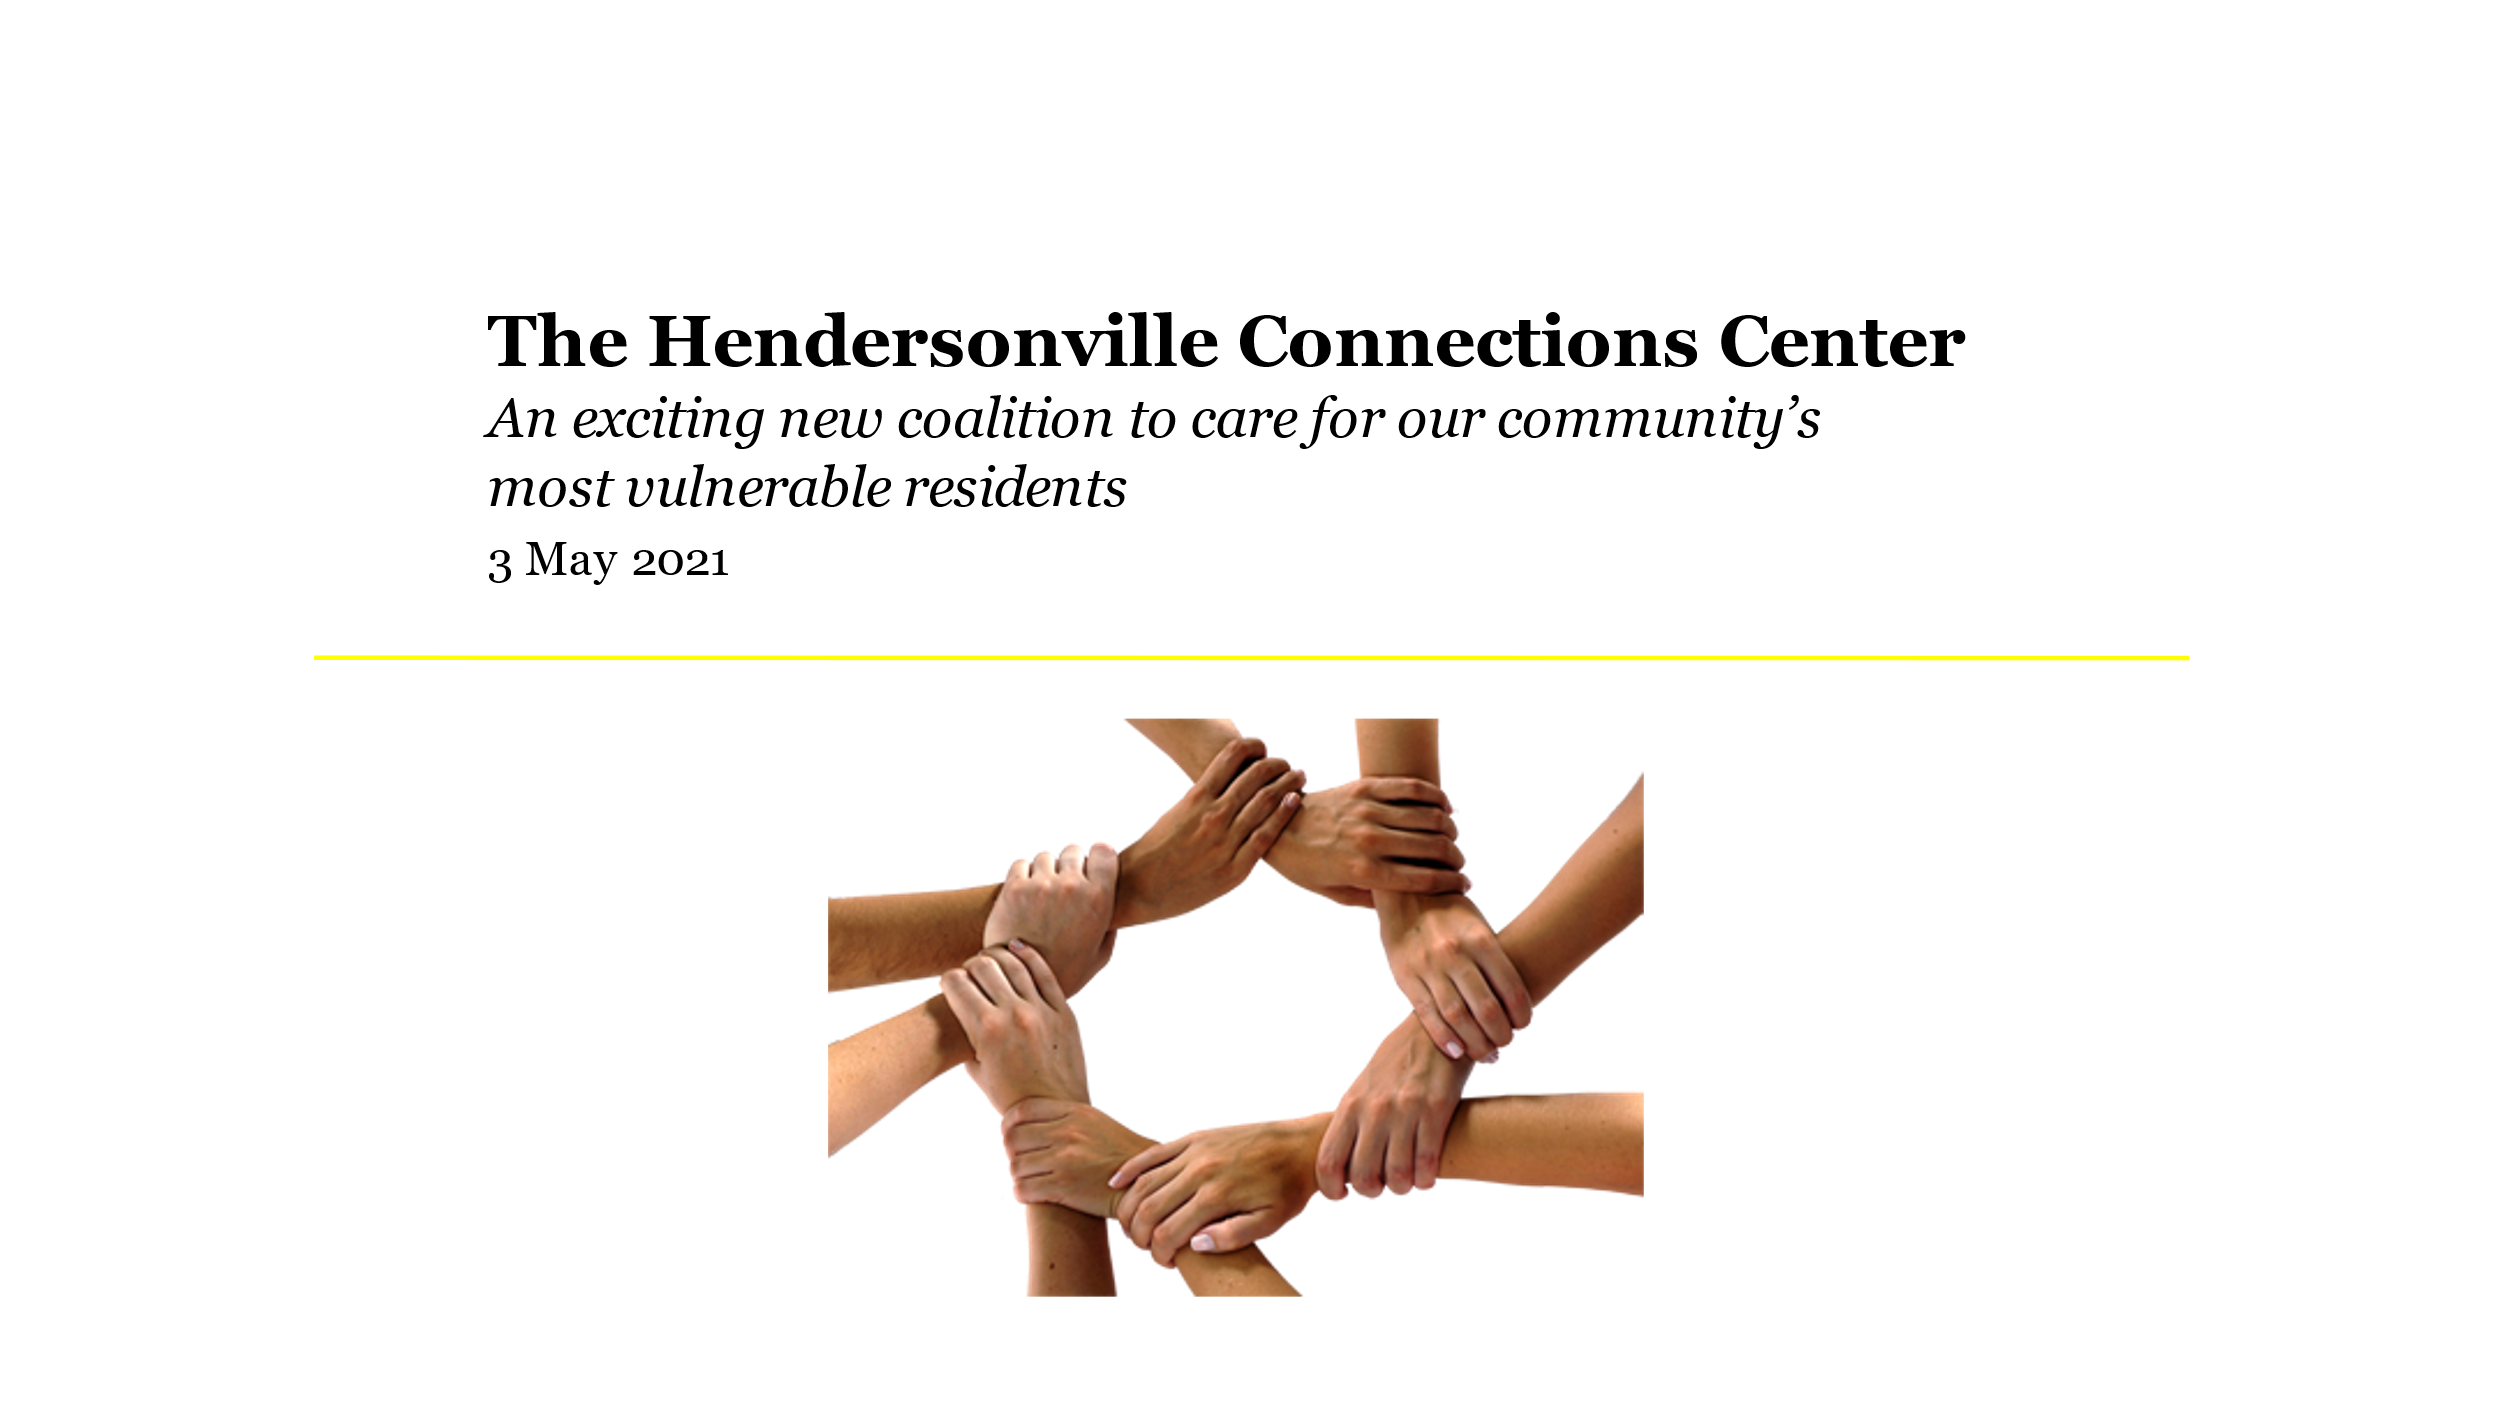 The Hendersonville Connections Center
An exciting new coalition to care for our community’s
most vulnerable residents
3 May 2021